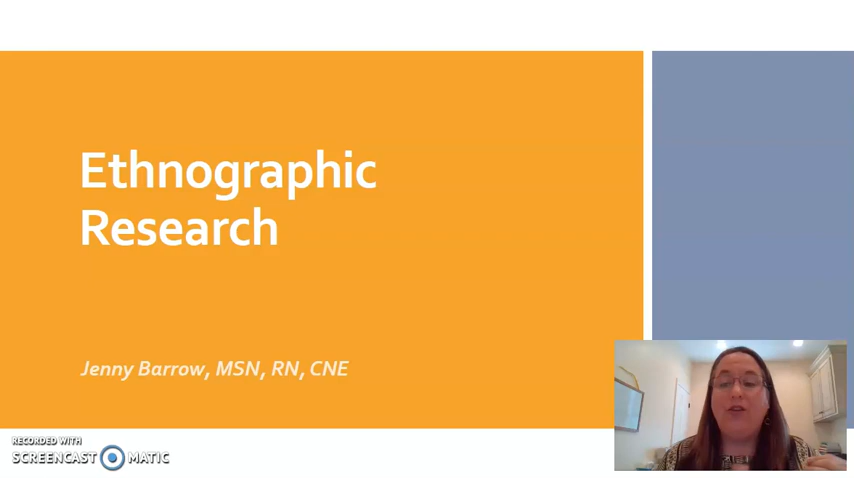 Ethnographic
Research
Jenny Barrow, MSN, RN, CNE
RECORDED WITH
SCREENCAST MATIC